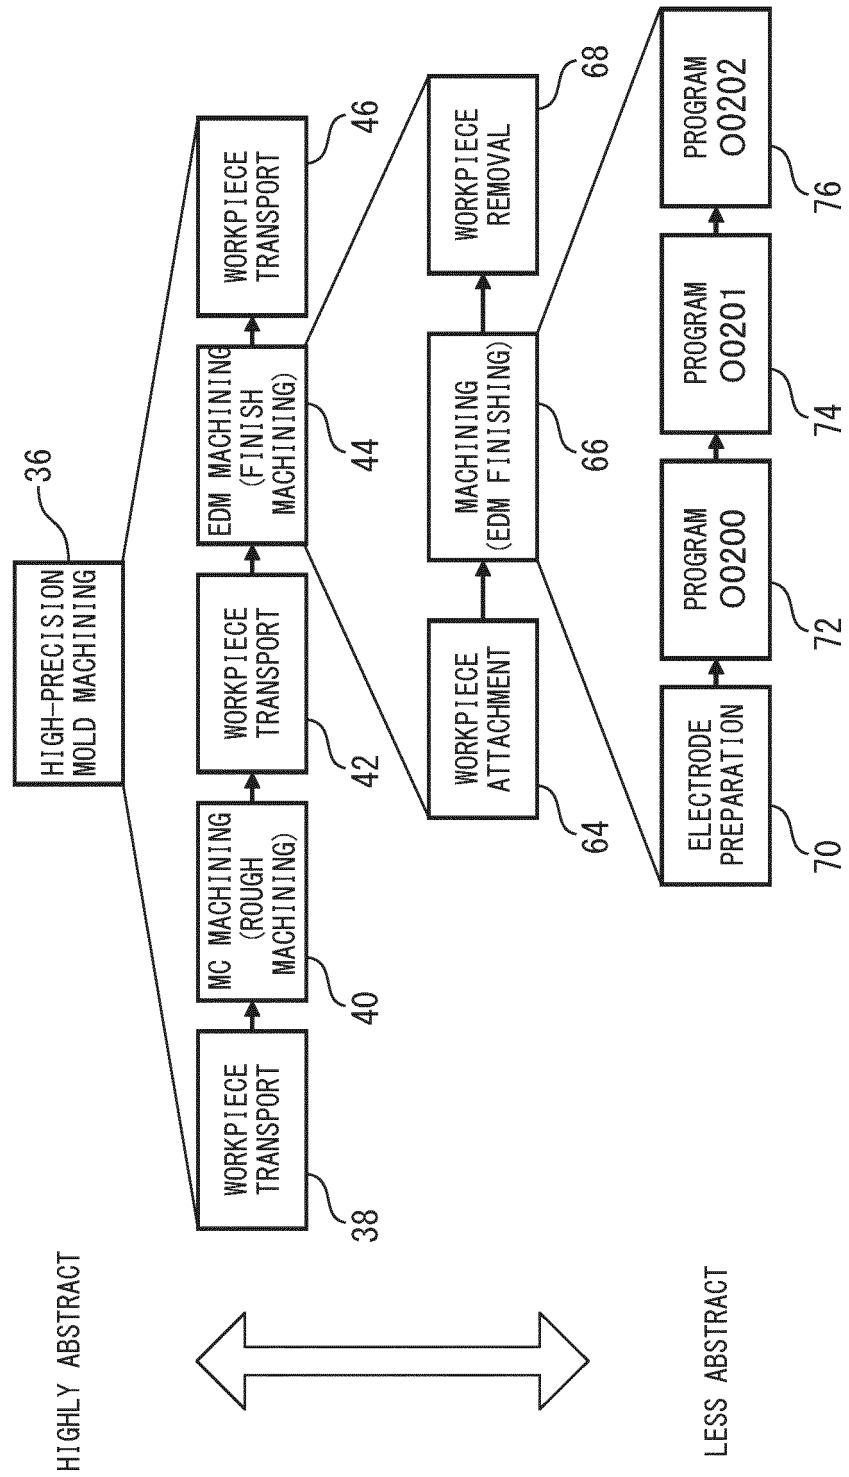 HIGHLY ABSTRACT
HIGH-PRECISION
MOLD MACHINING
36
WORKPIECE
TRANSPORT
38
MC MACHINING
(ROUGH
MACHINING)
40
WORKPIECE
TRANSPORT
42
EDM MACHINING
(FINISH
MACHINING)
44
WORKPIECE
TRANSPORT
46
WORKPIECE
ATTACHMENT
64
MACHINING
(EDM FINISHING)
66
WORKPIECE
REMOVAL
68
LESS ABSTRACT
ELECTRODE
PREPARATION
70
PROGRAM
O0200
72
PROGRAM
O0201
74
PROGRAM
O0202
76